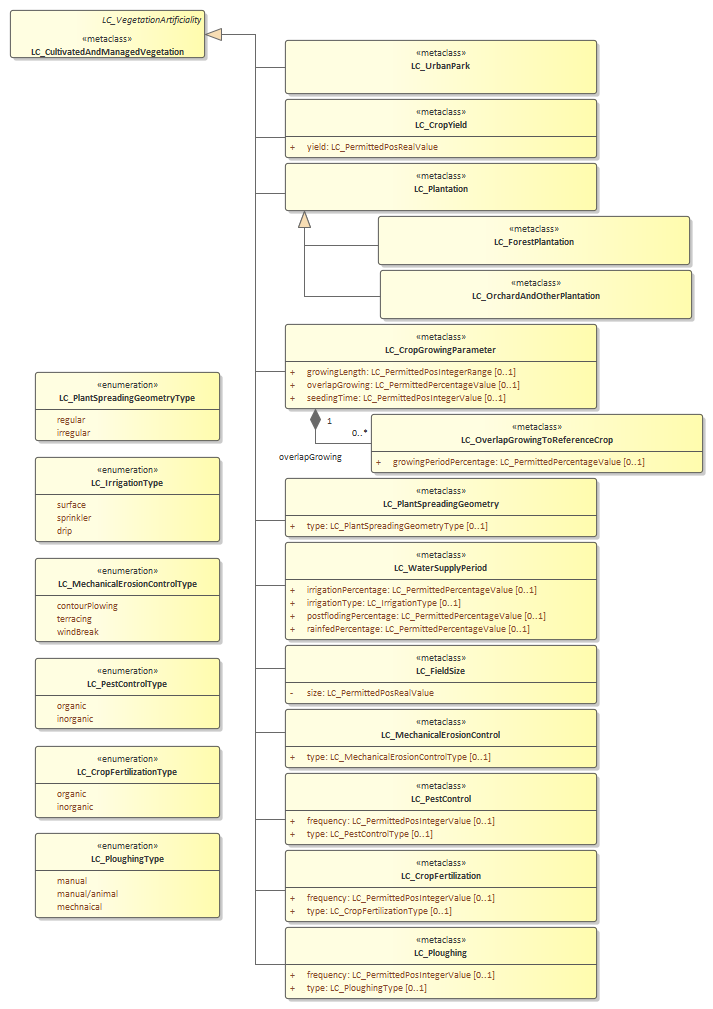 LC_VegetationArtificiality
«metaclass»
LC_CultivatedAndManagedVegetation
«metaclass»
LC_UrbanPark
«metaclass»
LC_CropYield
+ yield: LC_PermittedPosRealValue
«metaclass»
LC_Plantation
«metaclass»
LC_ForestPlantation
«metaclass»
LC_OrchardAndOtherPlantation
«metaclass»
LC_CropGrowingParameter
+ growingLength: LC_PermittedPosIntegerRange [0..1]
+ overlapGrowing: LC_PermittedPercentageValue [0..1]
+ seedingTime: LC_PermittedPosIntegerValue [0..1]
1
0..*
overlapGrowing
«metaclass»
LC_OverlapGrowingToReferenceCrop
+ growingPeriodPercentage: LC_PermittedPercentageValue [0..1]
«metaclass»
LC_PlantSpreadingGeometry
+ type: LC_PlantSpreadingGeometryType [0..1]
«metaclass»
LC_WaterSupplyPeriod
+ irrigationPercentage: LC_PermittedPercentageValue [0..1]
+ irrigationType: LC_IrrigationType [0..1]
+ postflodingPercentage: LC_PermittedPercentageValue [0..1]
+ rainfedPercentage: LC_PermittedPercentageValue [0..1]
«metaclass»
LC_FieldSize
- size: LC_PermittedPosRealValue
«metaclass»
LC_MechanicalErosionControl
+ type: LC_MechanicalErosionControlType [0..1]
«metaclass»
LC_PestControl
+ frequency: LC_PermittedPosIntegerValue [0..1]
+ type: LC_PestControlType [0..1]
«metaclass»
LC_CropFertilization
+ frequency: LC_PermittedPosIntegerValue [0..1]
+ type: LC_CropFertilizationType [0..1]
«metaclass»
LC_Ploughing
+ frequency: LC_PermittedPosIntegerValue [0..1]
+ type: LC_PloughingType [0..1]
«enumeration»
LC_PlantSpreadingGeometryType
regular
irregular
«enumeration»
LC_IrrigationType
surface
sprinkler
drip
«enumeration»
LC_MechanicalErosionControlType
contourPlowing
terracing
windBreak
«enumeration»
LC_PestControlType
organic
inorganic
«enumeration»
LC_CropFertilizationType
organic
inorganic
«enumeration»
LC_PloughingType
manual
manual/animal
mechnaical